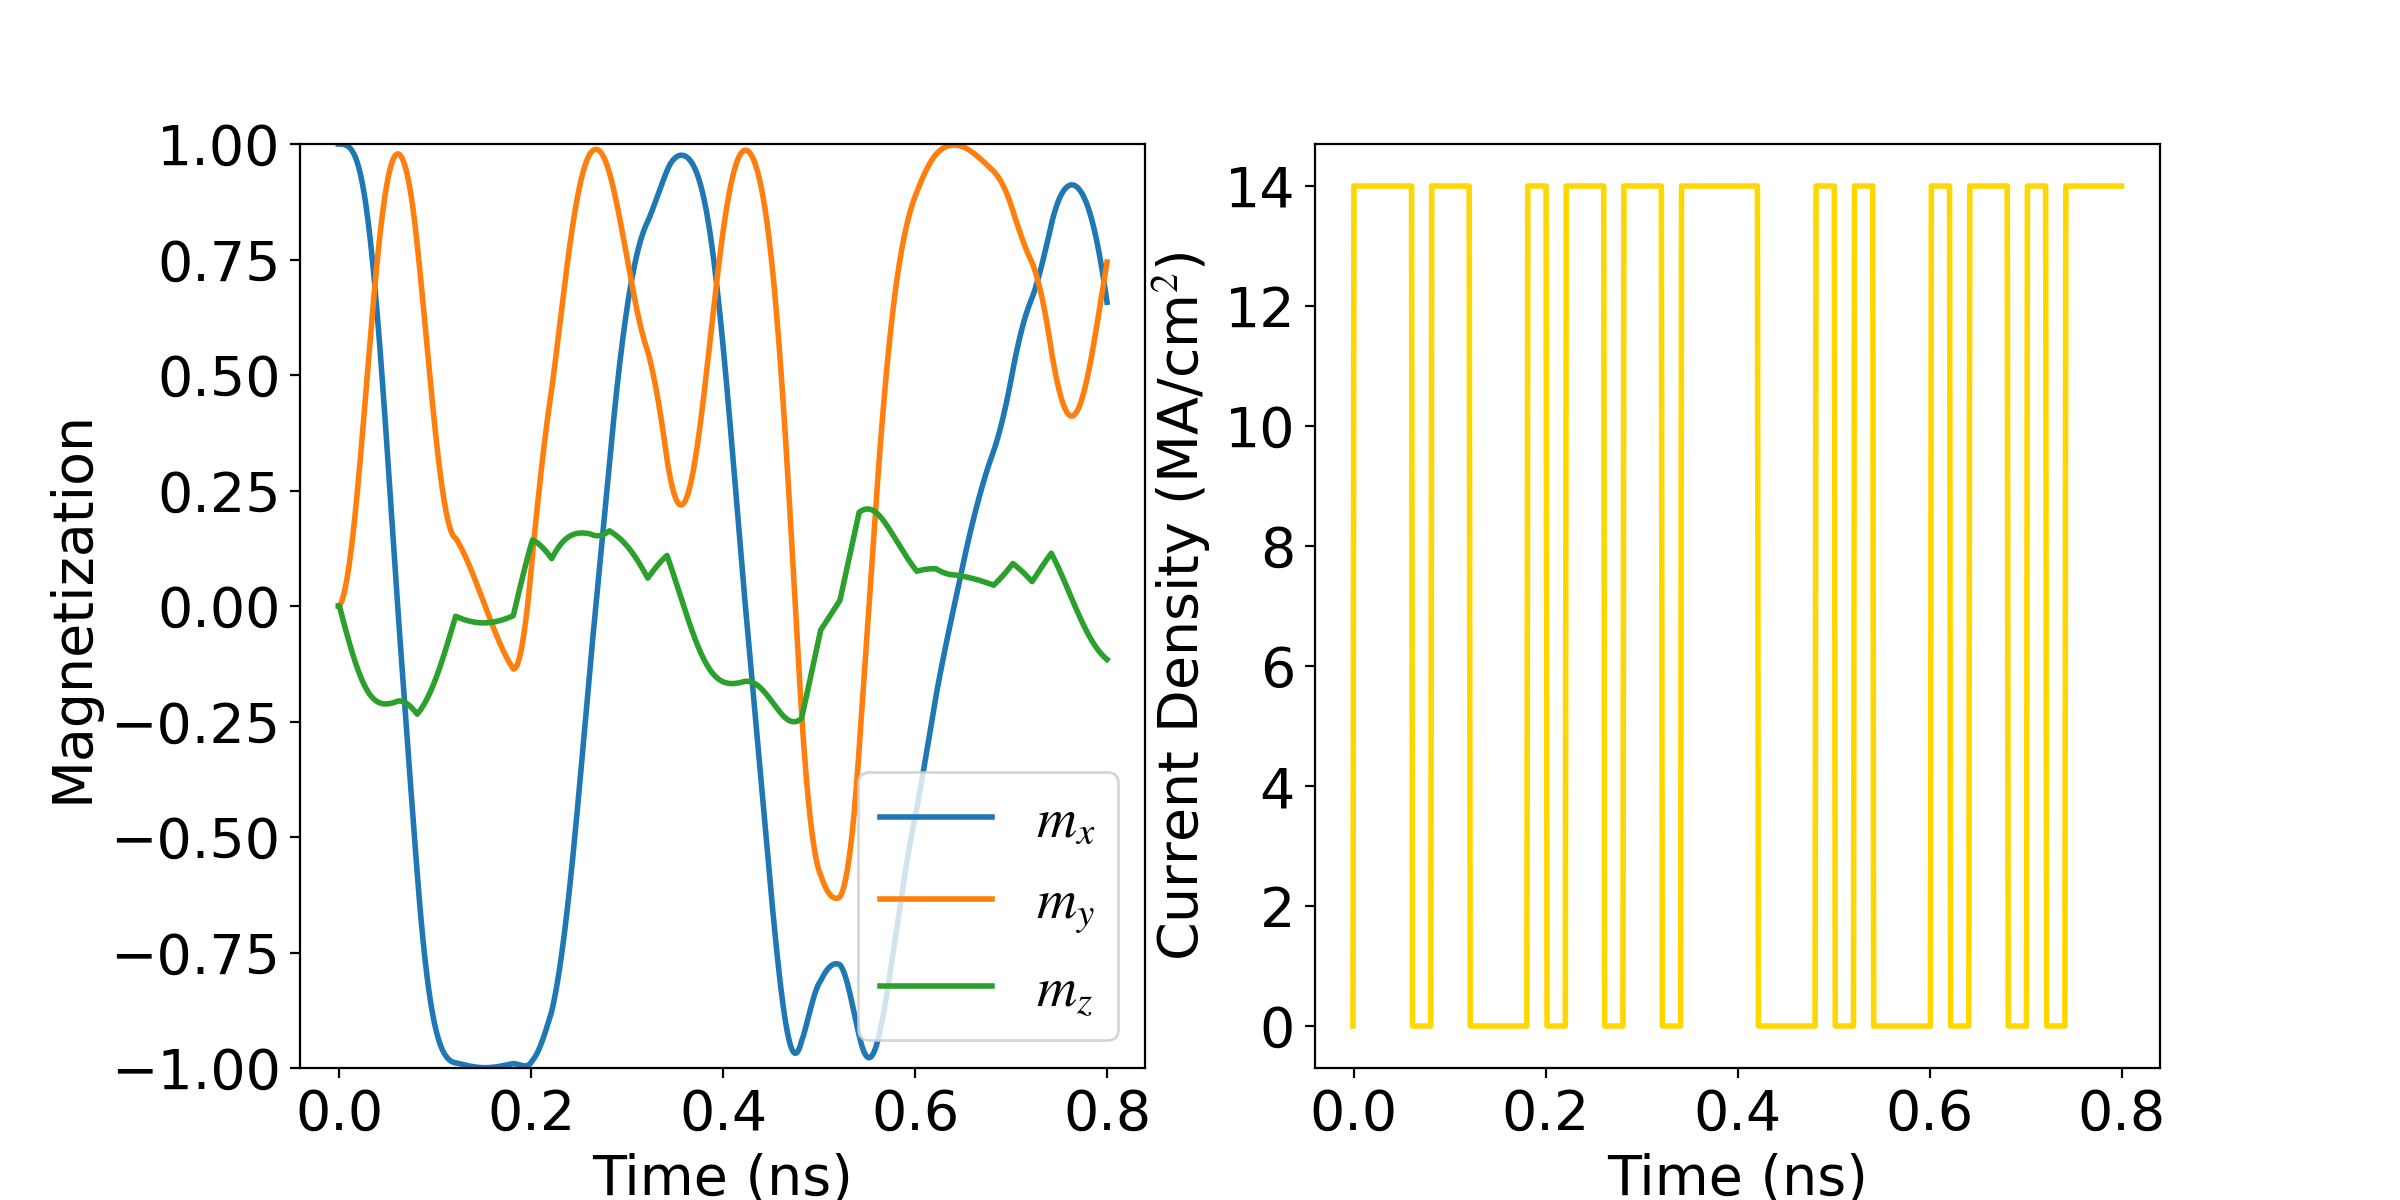 Magnetization
1.00
0.75
0.50
0.25
0.00
−0.25
−0.50
−0.75
−1.00
0.0 0.2 0.4 0.6 0.8
Time (ns)
mₓ
m_y
m_z
Current Density (MA/cm²)
14
12
10
8
6
4
2
0
0.0 0.2 0.4 0.6 0.8
Time (ns)